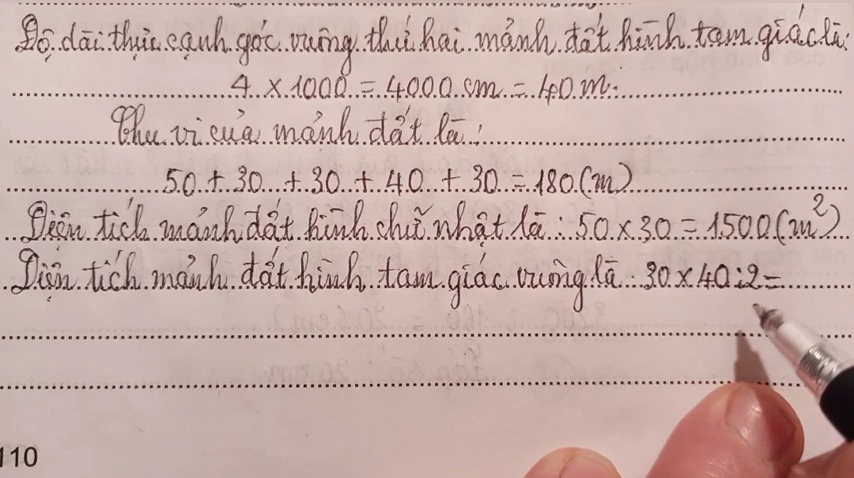 Độ dài thực cạnh góc vuông thứ hai mảnh đất hình tam giác là:
4 x 1000 = 4000 cm = 40 m.
Chu vi của mảnh đất là:
50 + 30 + 30 + 40 + 30 = 180 (m)
Diện tích mảnh đất hình chữ nhật là: 50 x 30 = 1500 (m²)
Diện tích mảnh đất hình tam giác vuông là: 30 x 40 : 2 =
110